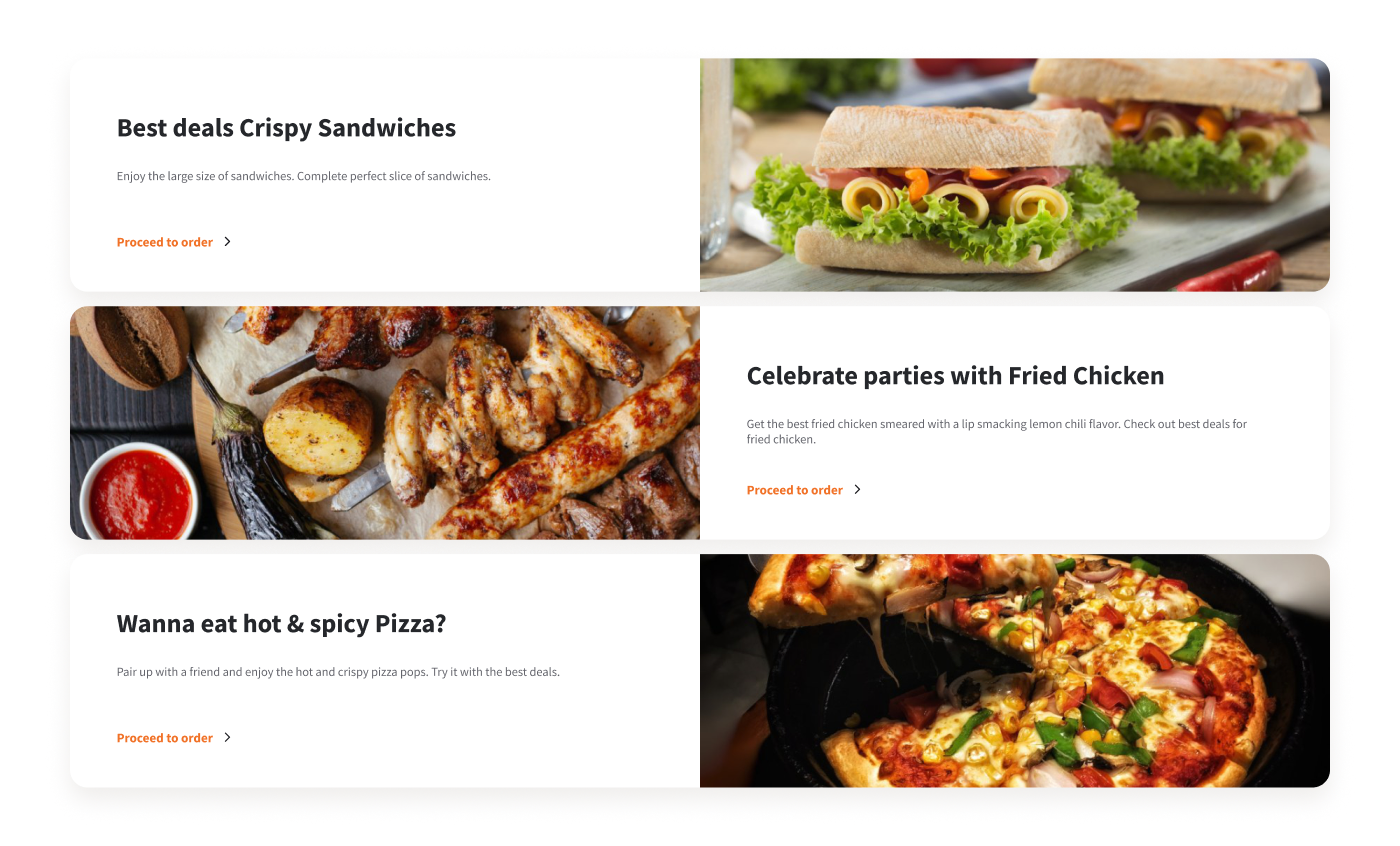 Best deals Crispy Sandwiches
Enjoy the large size of sandwiches. Complete perfect slice of sandwiches.
Proceed to order
Celebrate parties with Fried Chicken
Get the best fried chicken smeared with a lip smacking lemon chili flavor. Check out best deals for
fried chicken.
Proceed to order
Wanna eat hot & spicy Pizza?
Pair up with a friend and enjoy the hot and crispy pizza pops. Try it with the best deals.
Proceed to order